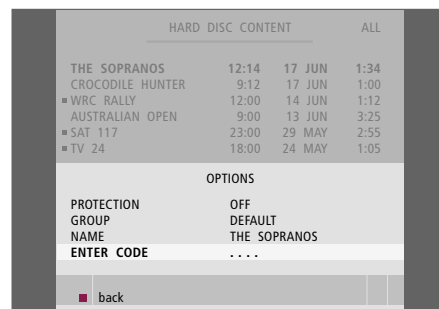 HARD DISC CONTENT ALL
THE SOPRANOS 12:14 17 JUN 1:34
CROCODILE HUNTER 9:12 17 JUN 1:00
WRC RALLY 12:00 14 JUN 1:12
AUSTRALIAN OPEN 9:00 13 JUN 3:25
SAT 117 23:00 29 MAY 2:55
TV 24 18:00 24 MAY 1:05
OPTIONS
PROTECTION OFF
GROUP DEFAULT
NAME THE SOPRANOS
ENTER CODE ....
back